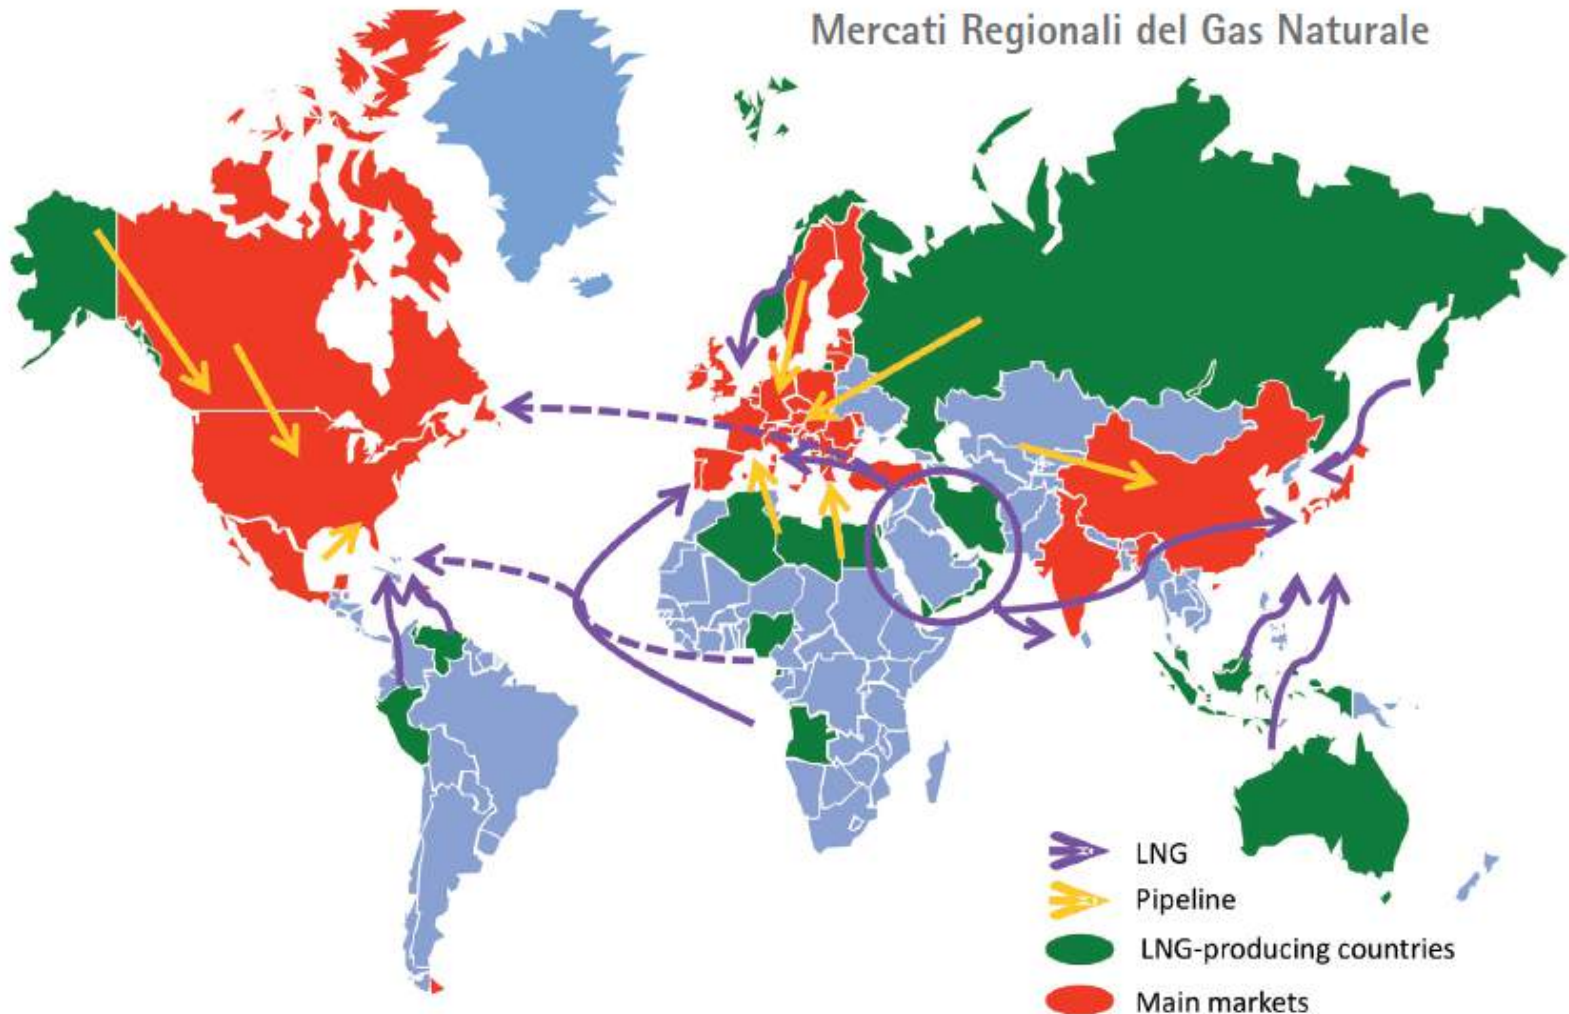 Mercati Regionali del Gas Naturale
LNG
Pipeline
LNG-producing countries
Main markets